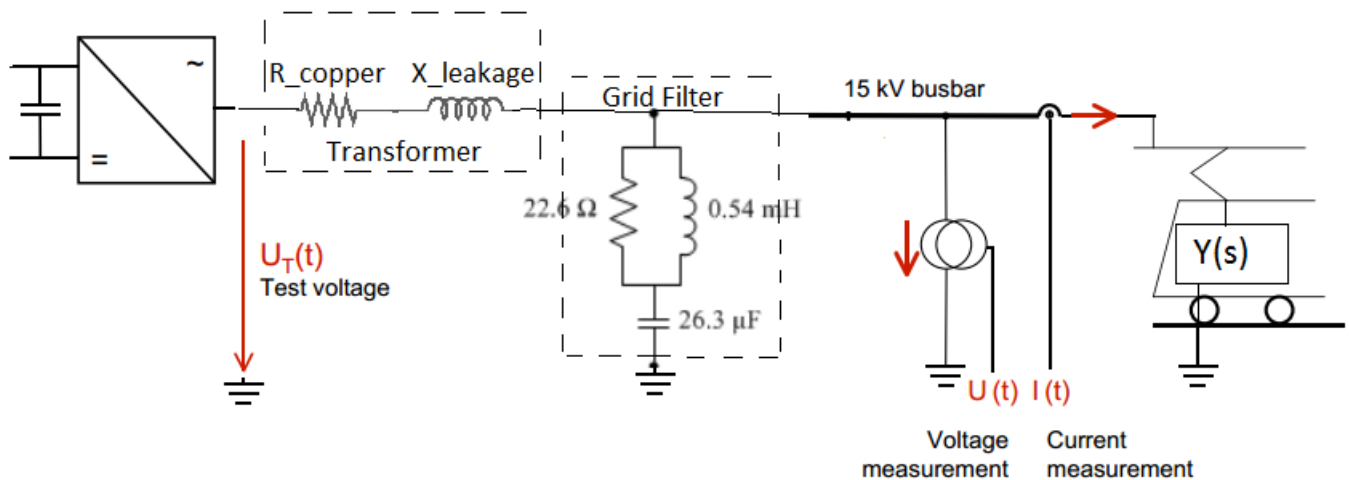 ~
=
R_copper X_leakage
Transformer
Grid Filter
22.6 Ω
0.54 mH
26.3 µF
U_T(t)
Test voltage
15 kV busbar
U (t) I (t)
Voltage
measurement
Current
measurement
Y(s)